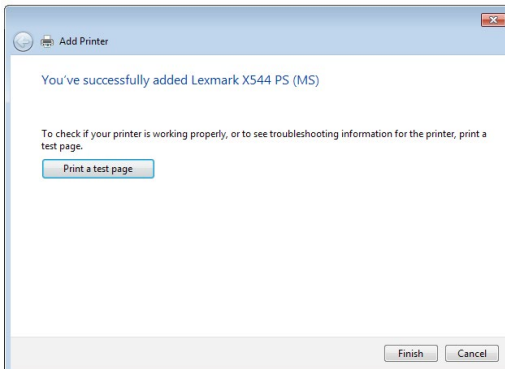 Add Printer
You've successfully added Lexmark X544 PS (MS)
To check if your printer is working properly, or to see troubleshooting information for the printer, print a
test page.
Print a test page
Finish Cancel